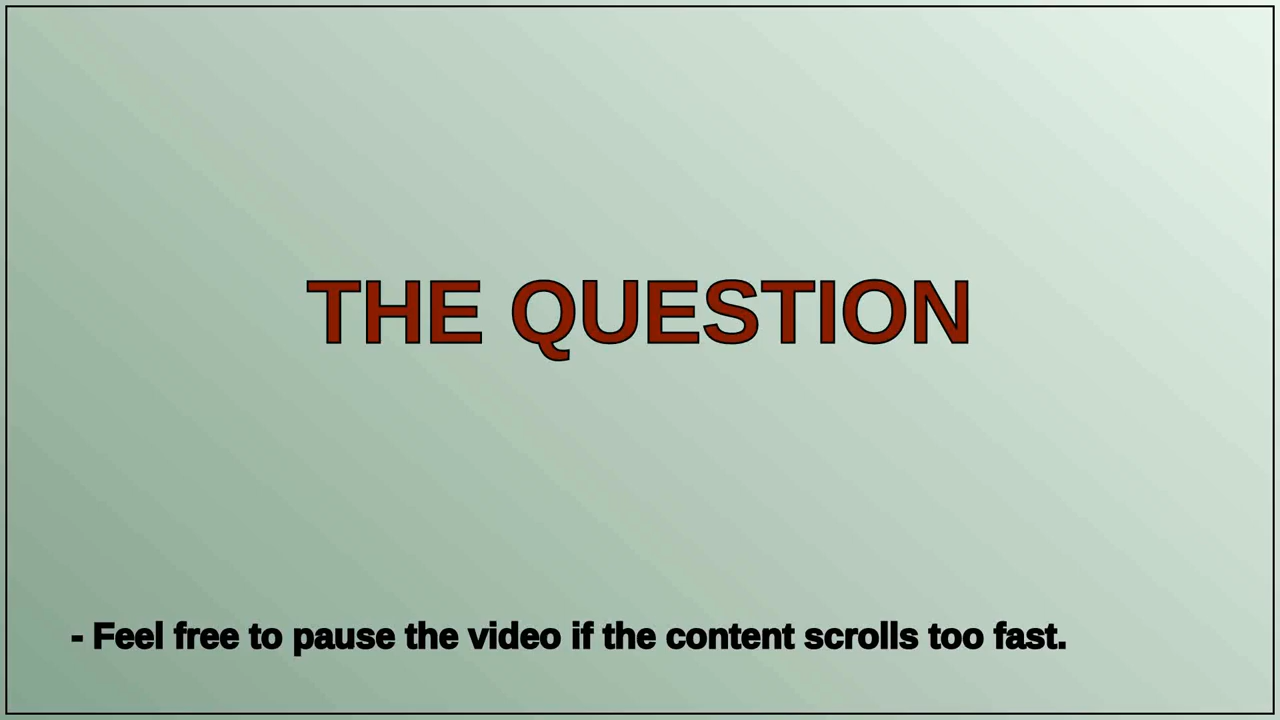 THE QUESTION
- Feel free to pause the video if the content scrolls too fast.